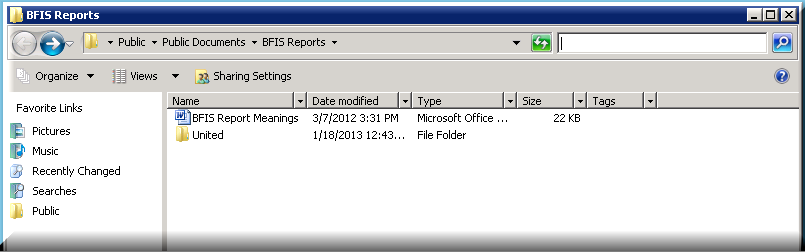 BFIS Reports
Public Public Documents BFIS Reports
Organize Views Sharing Settings
Favorite Links
Pictures
Music
Recently Changed
Searches
Public
Name Date modified Type Size Tags
BFIS Report Meanings 3/7/2012 3:31 PM Microsoft Office ... 22 KB
United 1/18/2013 12:43... File Folder